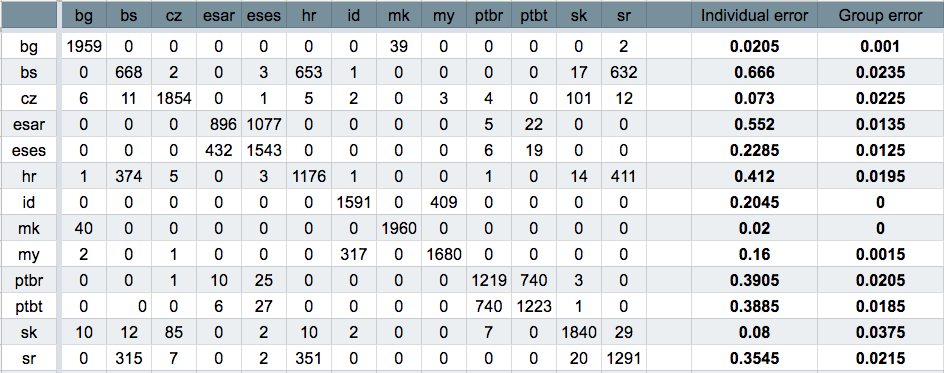 bg bs cz esar eses hr id mk my ptbr ptbt sk sr Individual error Group error
bg 1959 0 0 0 0 0 0 39 0 0 0 0 2 0.0205 0.001
bs 0 668 2 0 3 653 1 0 0 0 0 17 632 0.666 0.0235
cz 6 11 1854 0 1 5 2 0 3 4 0 101 12 0.073 0.0225
esar 0 0 0 896 1077 0 0 0 0 5 22 0 0 0.552 0.0135
eses 0 0 0 432 1543 0 0 0 0 6 19 0 0 0.2285 0.0125
hr 1 374 5 0 3 1176 1 0 0 1 0 14 411 0.412 0.0195
id 0 0 0 0 0 0 1591 0 409 0 0 0 0 0.2045 0
mk 40 0 0 0 0 0 0 1960 0 0 0 0 0 0.02 0
my 2 0 1 0 0 0 317 0 1680 0 0 0 0 0.16 0.0015
ptbr 0 0 1 10 25 0 0 0 0 1219 740 3 0 0.3905 0.0205
ptbt 0 0 0 6 27 0 0 0 0 740 1223 1 0 0.3885 0.0185
sk 10 12 85 0 2 10 2 0 0 7 0 1840 29 0.08 0.0375
sr 0 315 7 0 2 351 0 0 0 0 0 20 1291 0.3545 0.0215